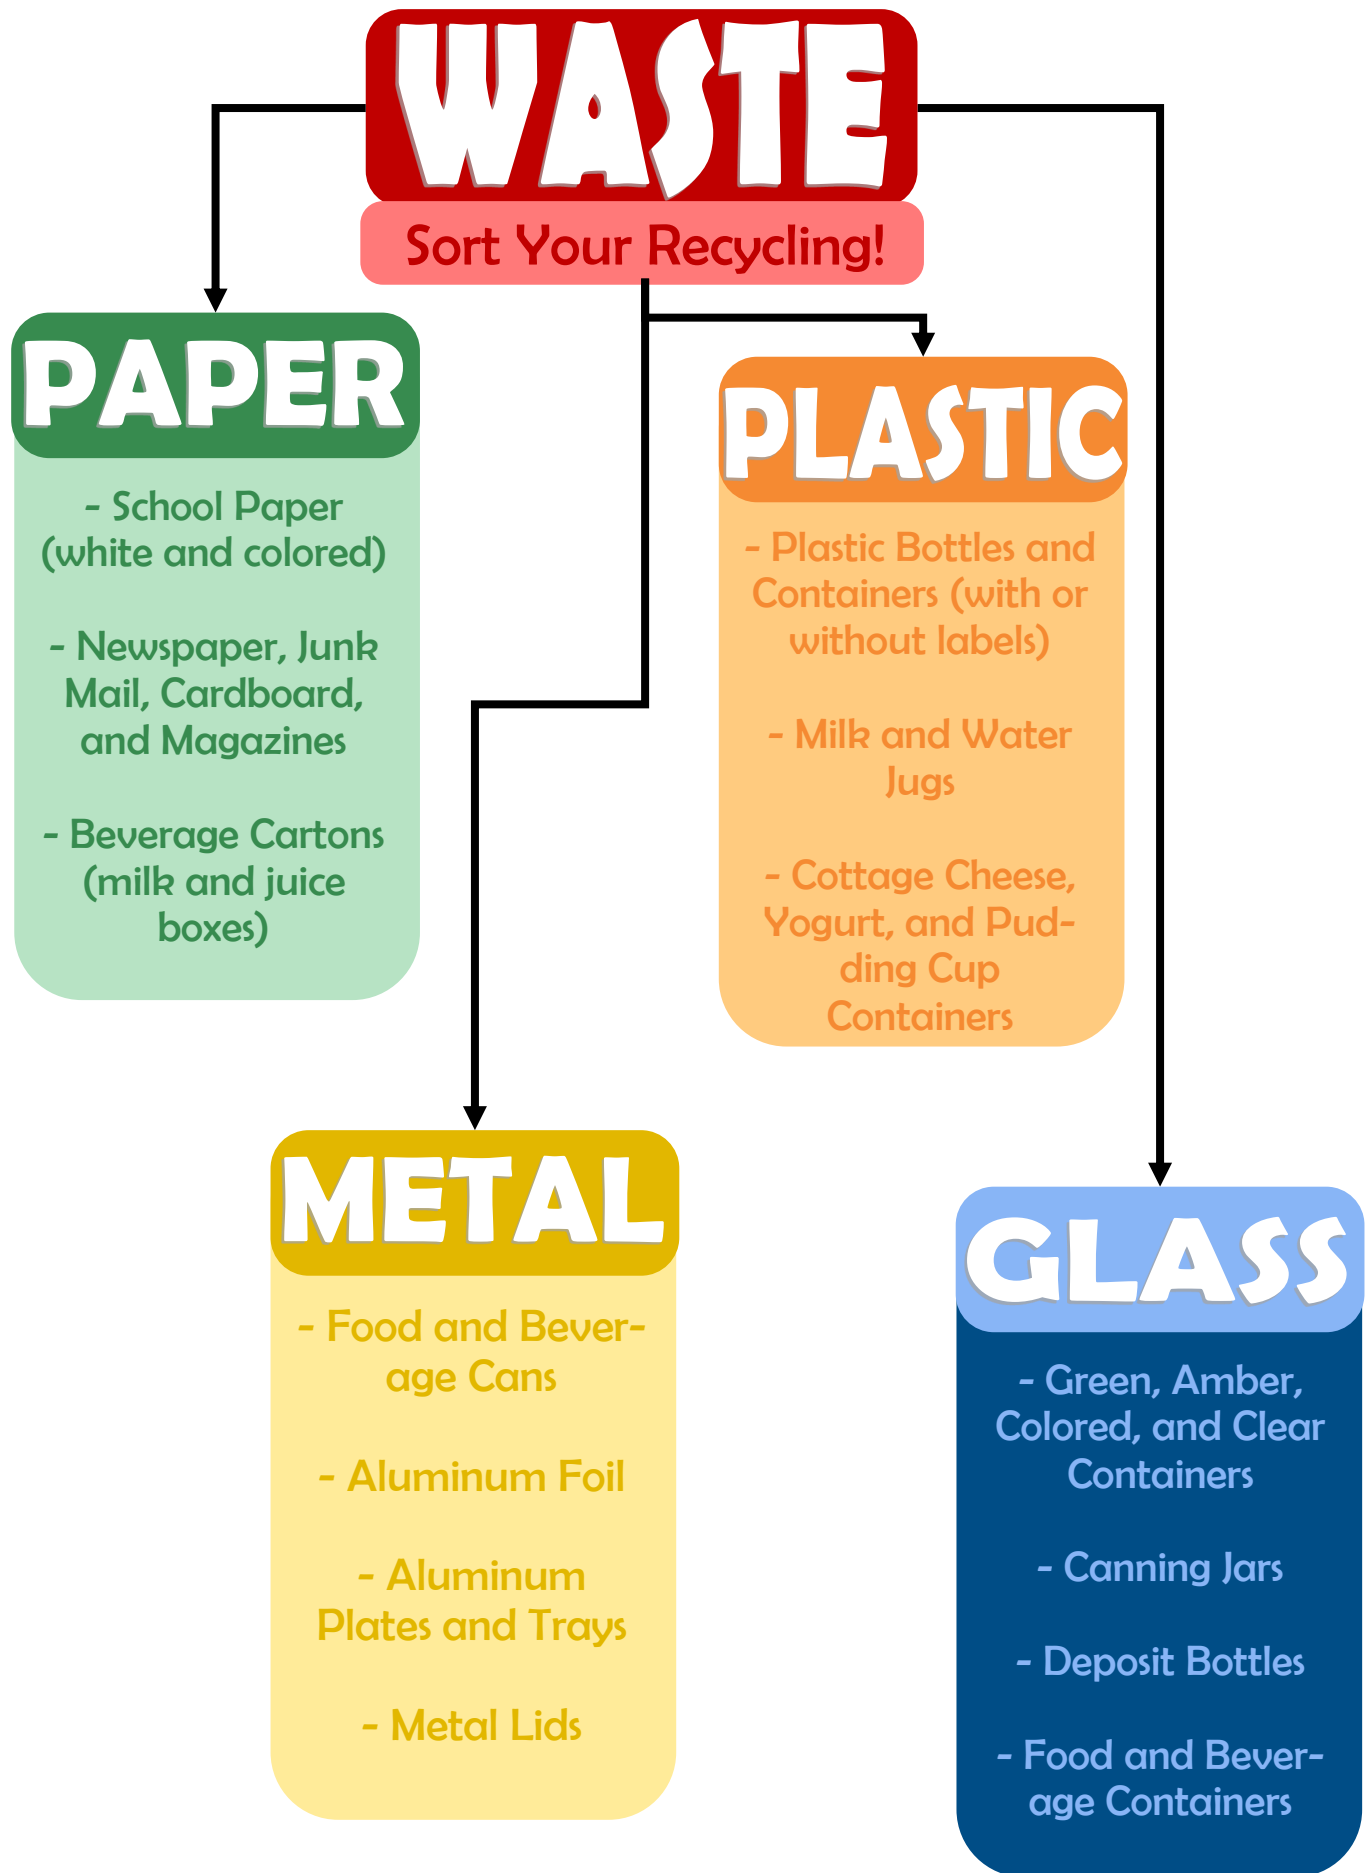 WASTE
Sort Your Recycling!
PAPER
- School Paper
(white and colored)
- Newspaper, Junk
Mail, Cardboard,
and Magazines
- Beverage Cartons
(milk and juice
boxes)
PLASTIC
- Plastic Bottles and
Containers (with or
without labels)
- Milk and Water
Jugs
- Cottage Cheese,
Yogurt, and Pud-
ding Cup
Containers
METAL
- Food and Bever-
age Cans
- Aluminum Foil
- Aluminum
Plates and Trays
- Metal Lids
GLASS
- Green, Amber,
Colored, and Clear
Containers
- Canning Jars
- Deposit Bottles
- Food and Bever-
age Containers